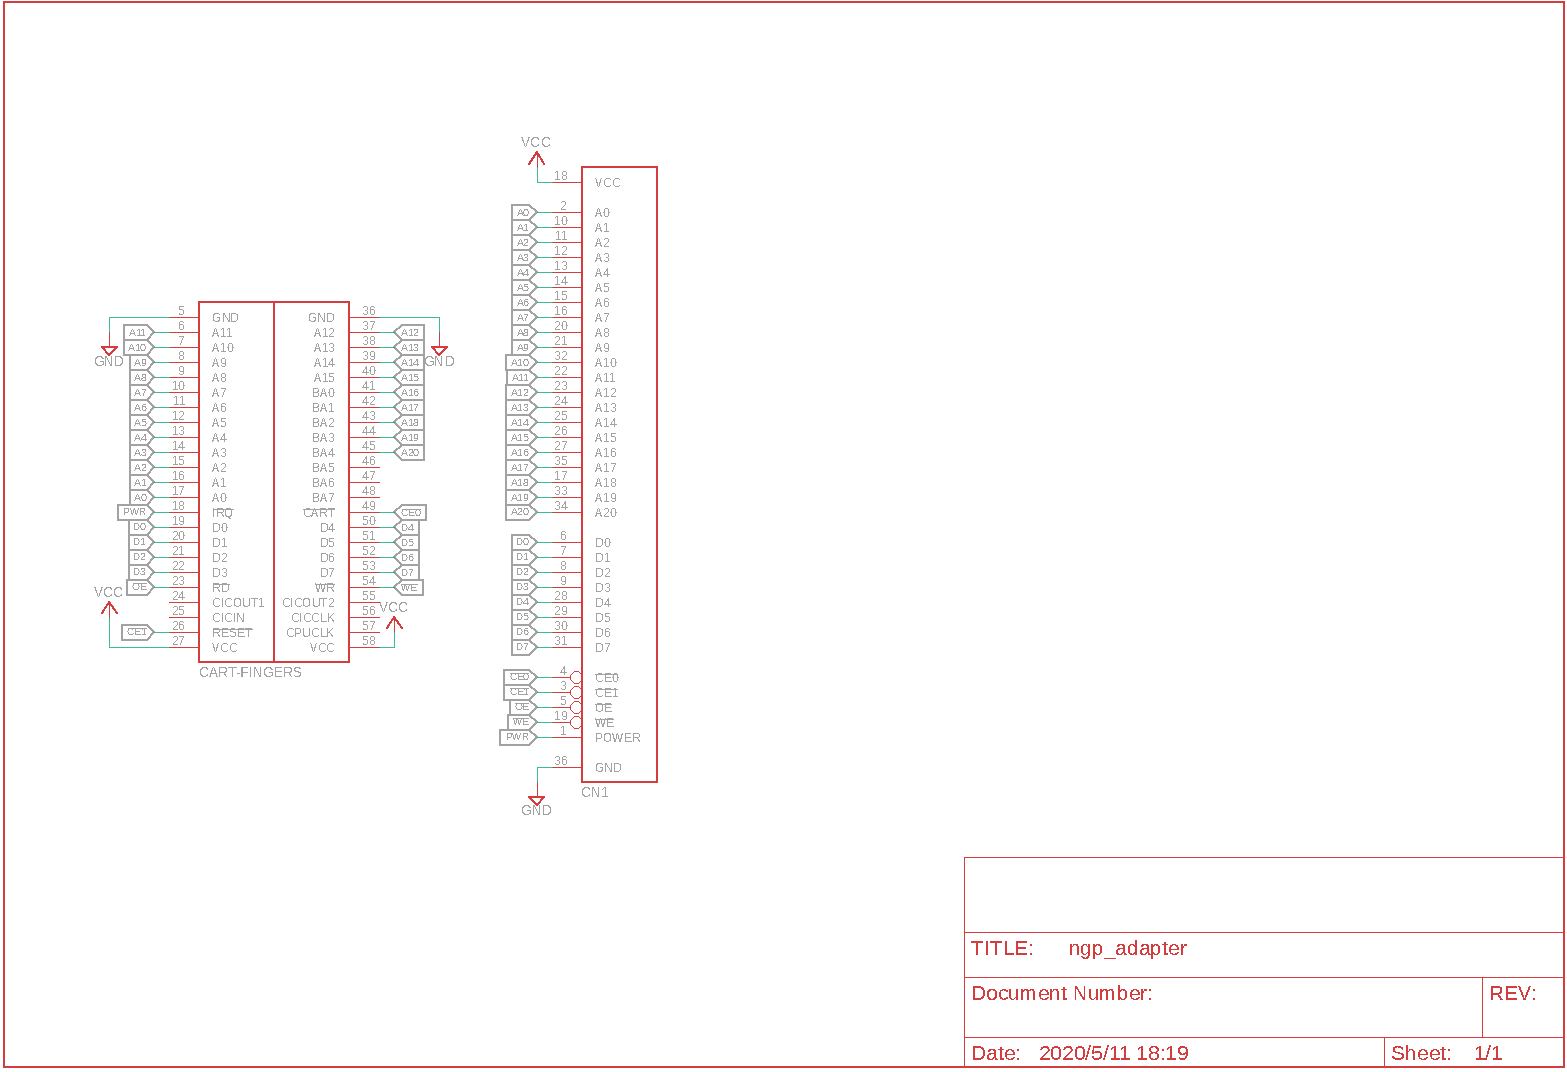 VCC
18 VCC
A0 2 A0
A1 10 A1
A2 11 A2
A3 12 A3
A4 13 A4
A5 14 A5
A6 15 A6
A7 16 A7
A8 20 A8
A9 21 A9
A10 32 A10
A11 22 A11
A12 23 A12
A13 24 A13
A14 25 A14
A15 26 A15
A16 27 A16
A17 35 A17
A18 17 A18
A19 33 A19
A20 34 A20
D0 6 D0
D1 7 D1
D2 8 D2
D3 9 D3
D4 28 D4
D5 29 D5
D6 30 D6
D7 31 D7
CE0 4 CE0
CE1 3 CE1
OE 5 OE
WE 19 WE
PWR 1 POWER
36 GND
GND
CN1
5 GND GND 36
A11 6 A11 A12 37 A12
A10 7 A10 A13 38 A13
GND A9 8 A9 A14 39 A14 GND
A8 9 A8 A15 40 A15
A7 10 A7 BA0 41 A16
A6 11 A6 BA1 42 A17
A5 12 A5 BA2 43 A18
A4 13 A4 BA3 44 A19
A3 14 A3 BA4 45 A20
A2 15 A2 BA5 46
A1 16 A1 BA6 47
A0 17 A0 BA7 48
PWR 18 IRQ CART 49 CE0
D0 19 D0 D4 50 D4
D1 20 D1 D5 51 D5
D2 21 D2 D6 52 D6
D3 22 D3 D7 53 D7
OE 23 RD WR 54 WE
VCC 24 CICOUT1 CICOUT2 55
25 CICIN CICCLK 56 VCC
CE1 26 RESET CPUCLK 57
27 VCC VCC 58
CART-FINGERS
TITLE: ngp_adapter
Document Number: REV:
Date: 2020/5/11 18:19 Sheet: 1/1